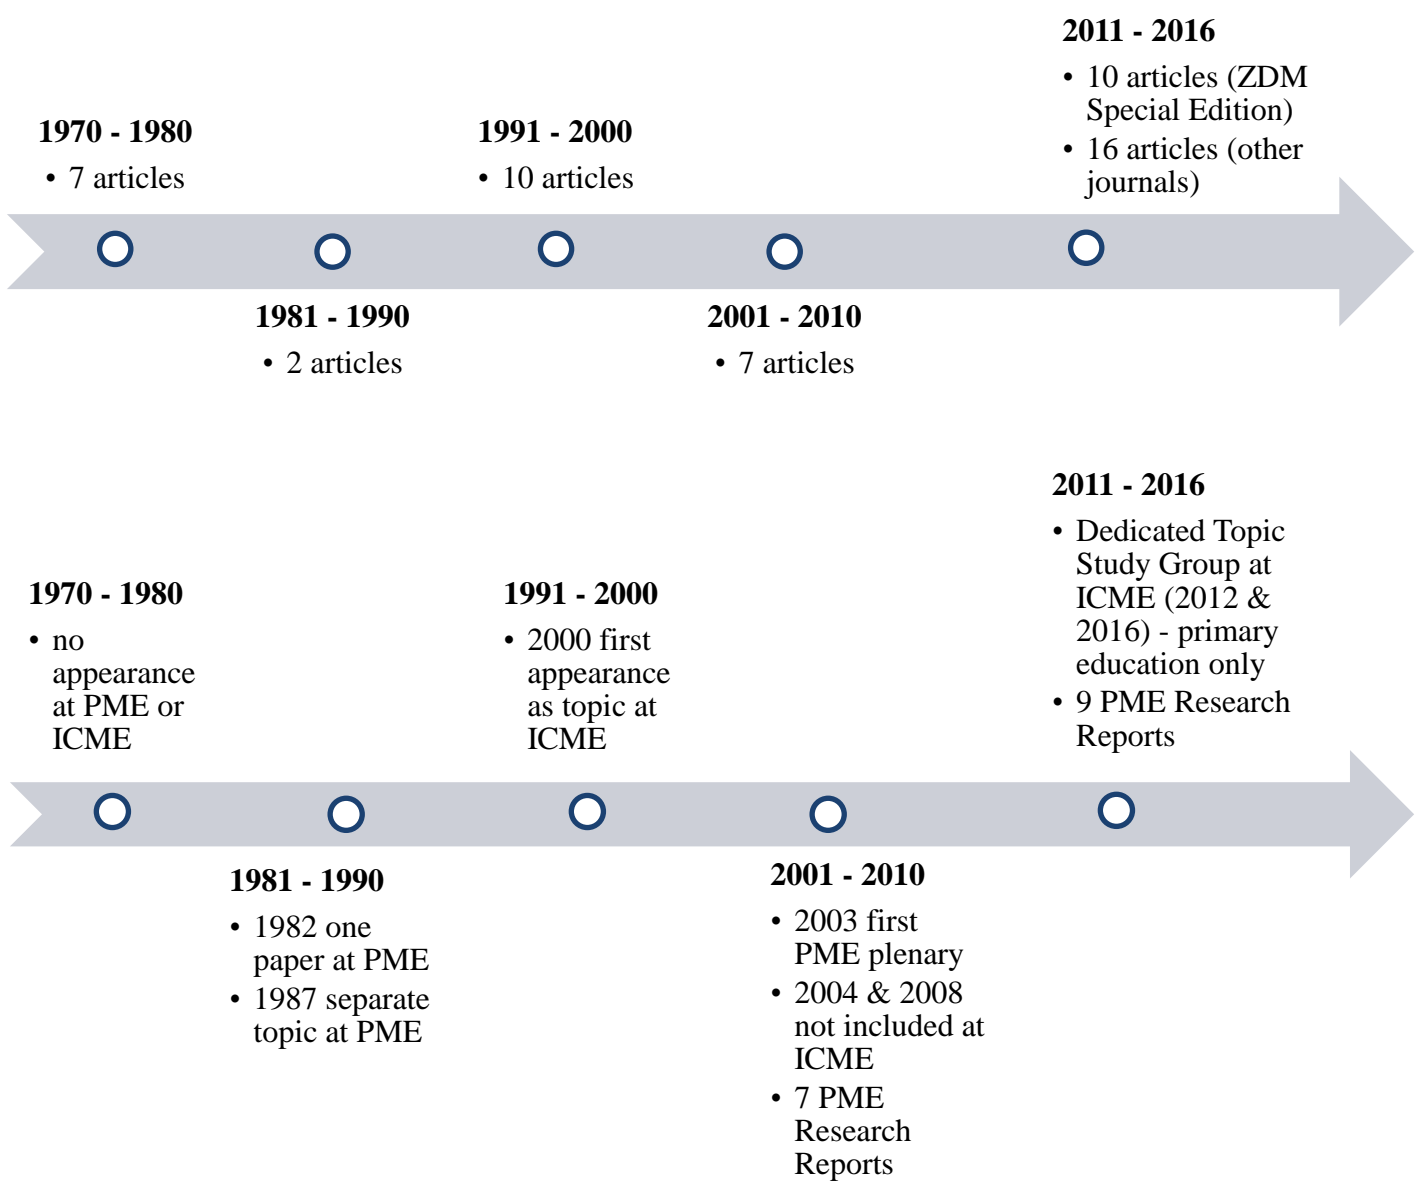 1970 - 1980
• 7 articles
1981 - 1990
• 2 articles
1991 - 2000
• 10 articles
2001 - 2010
• 7 articles
2011 - 2016
• 10 articles (ZDM
Special Edition)
• 16 articles (other
journals)
1970 - 1980
• no
appearance
at PME or
ICME
1981 - 1990
• 1982 one
paper at PME
• 1987 separate
topic at PME
1991 - 2000
• 2000 first
appearance
as topic at
ICME
2001 - 2010
• 2003 first
PME plenary
• 2004 & 2008
not included at
ICME
• 7 PME
Research
Reports
2011 - 2016
• Dedicated Topic
Study Group at
ICME (2012 &
2016) - primary
education only
• 9 PME Research
Reports